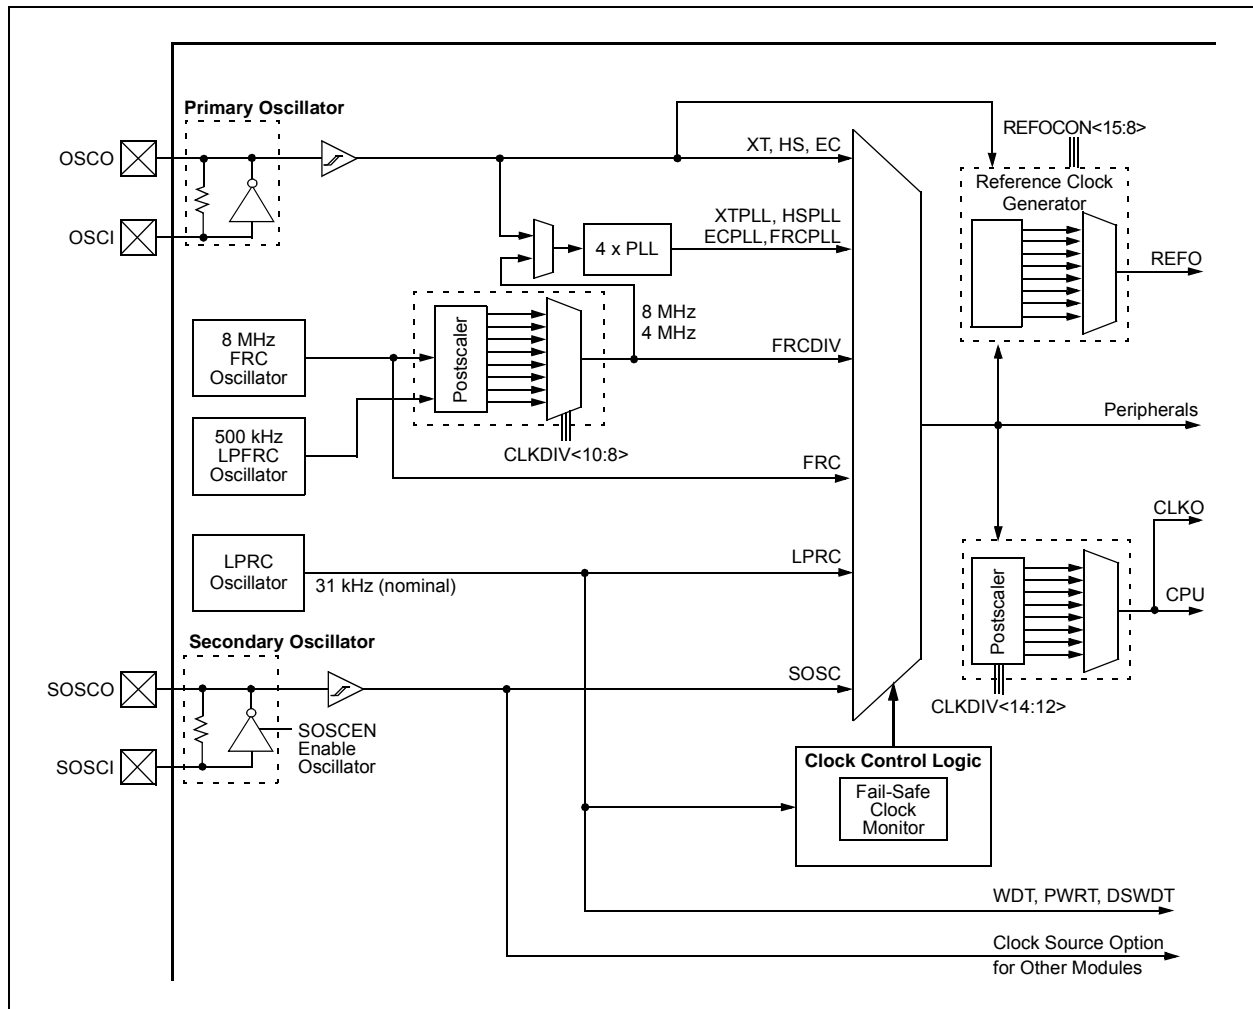 Primary Oscillator
OSCO
OSCI
XT, HS, EC
REFOCON<15:8>
Reference Clock
Generator
REFO
XTPLL, HSPLL
ECPLL,FRCPLL
4 x PLL
8 MHz
4 MHz
8 MHz
FRC
Oscillator
Postscaler
FRCDIV
500 kHz
LPFRC
Oscillator
CLKDIV<10:8>
FRC
Peripherals
LPRC
Oscillator
31 kHz (nominal)
LPRC
CLKO
CPU
Postscaler
CLKDIV<14:12>
Secondary Oscillator
SOSCO
SOSCI
SOSCEN
Enable
Oscillator
SOSC
Clock Control Logic
Fail-Safe
Clock
Monitor
WDT, PWRT, DSWDT
Clock Source Option
for Other Modules